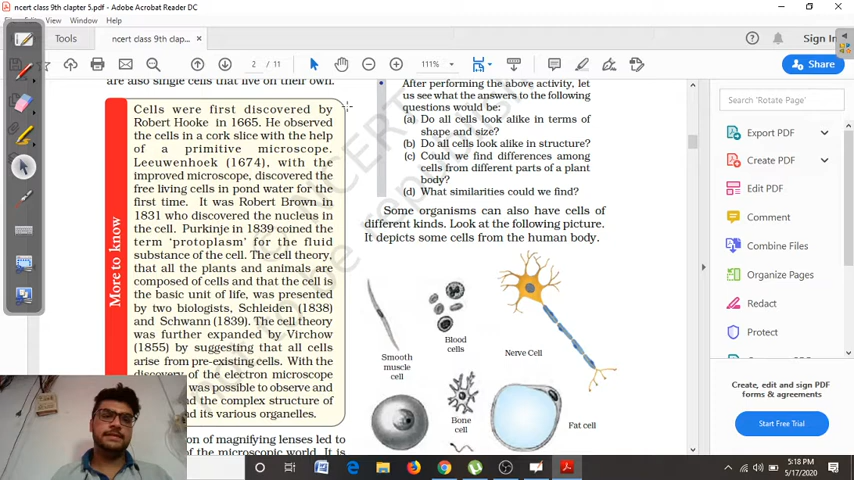 ncert class 9th chapter 5.pdf - Adobe Acrobat Reader DC
File Edit View Window Help
Tools
ncert class 9th chap...
×
Sign In
2 / 11
111%
Share
are also single cells that live on their own.
Cells were first discovered by
Robert Hooke in 1665. He observed
the cells in a cork slice with the help
of a primitive microscope.
Leeuwenhoek (1674), with the
improved microscope, discovered the
free living cells in pond water for the
first time. It was Robert Brown in
1831 who discovered the nucleus in
the cell. Purkinje in 1839 coined the
term ‘protoplasm’ for the fluid
substance of the cell. The cell theory,
that all the plants and animals are
composed of cells and that the cell is
the basic unit of life, was presented
by two biologists, Schleiden (1838)
and Schwann (1839). The cell theory
was further expanded by Virchow
(1855) by suggesting that all cells
arise from pre-existing cells. With the
discovery of the electron microscope
was possible to observe and
the complex structure of
its various organelles.
More to know
on of magnifying lenses led to
of the microscopic world. It is
After performing the above activity, let
us see what the answers to the following
questions would be:
(a) Do all cells look alike in terms of
shape and size?
(b) Do all cells look alike in structure?
(c) Could we find differences among
cells from different parts of a plant
body?
(d) What similarities could we find?
Some organisms can also have cells of
different kinds. Look at the following picture.
It depicts some cells from the human body.
Smooth
muscle
cell
Blood
cells
Nerve Cell
Bone
cell
Fat cell
Search 'Rotate Page'
Export PDF
Create PDF
Edit PDF
Comment
Combine Files
Organize Pages
Redact
Protect
Create, edit and sign PDF
forms & agreements
Start Free Trial
5:18 PM
5/17/2020